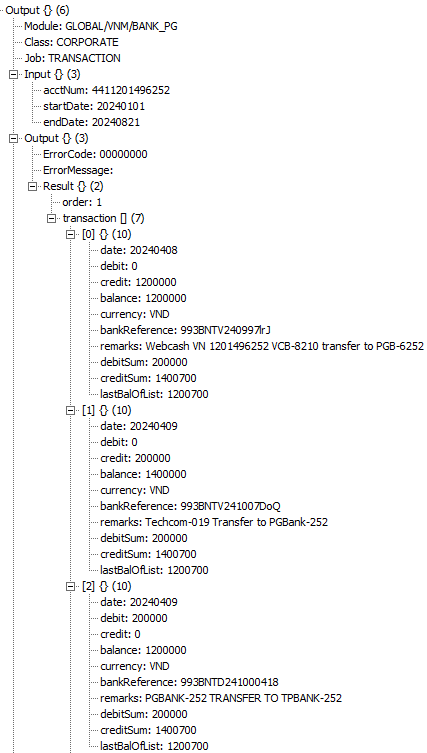 Output {} (6)
Module: GLOBAL/VNM/BANK_PG
Class: CORPORATE
Job: TRANSACTION
Input {} (3)
acctNum: 4411201496252
startDate: 20240101
endDate: 20240821
Output {} (3)
ErrorCode: 00000000
ErrorMessage:
Result {} (2)
order: 1
transaction [] (7)
[0] {} (10)
date: 20240408
debit: 0
credit: 1200000
balance: 1200000
currency: VND
bankReference: 993BNTV240997lrJ
remarks: Webcash VN 1201496252 VCB-8210 transfer to PGB-6252
debitSum: 200000
creditSum: 1400700
lastBalOfList: 1200700
[1] {} (10)
date: 20240409
debit: 0
credit: 200000
balance: 1400000
currency: VND
bankReference: 993BNTV241007DoQ
remarks: Techcom-019 Transfer to PGBank-252
debitSum: 200000
creditSum: 1400700
lastBalOfList: 1200700
[2] {} (10)
date: 20240409
debit: 200000
credit: 0
balance: 1200000
currency: VND
bankReference: 993BNTD241000418
remarks: PGBANK-252 TRANSFER TO TPBANK-252
debitSum: 200000
creditSum: 1400700
lastBalOfList: 1200700